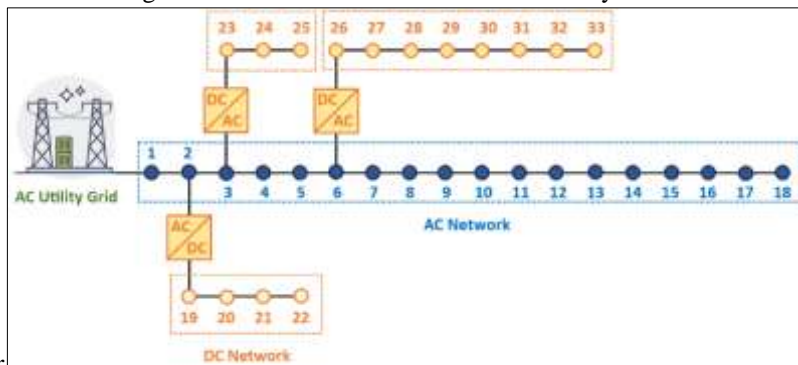 23 24 25 26 27 28 29 30 31 32 33
DC
AC
DC
AC
1 2
3 4 5 6 7 8 9 10 11 12 13 14 15 16 17 18
AC Utility Grid
AC Network
AC
DC
19 20 21 22
DC Network